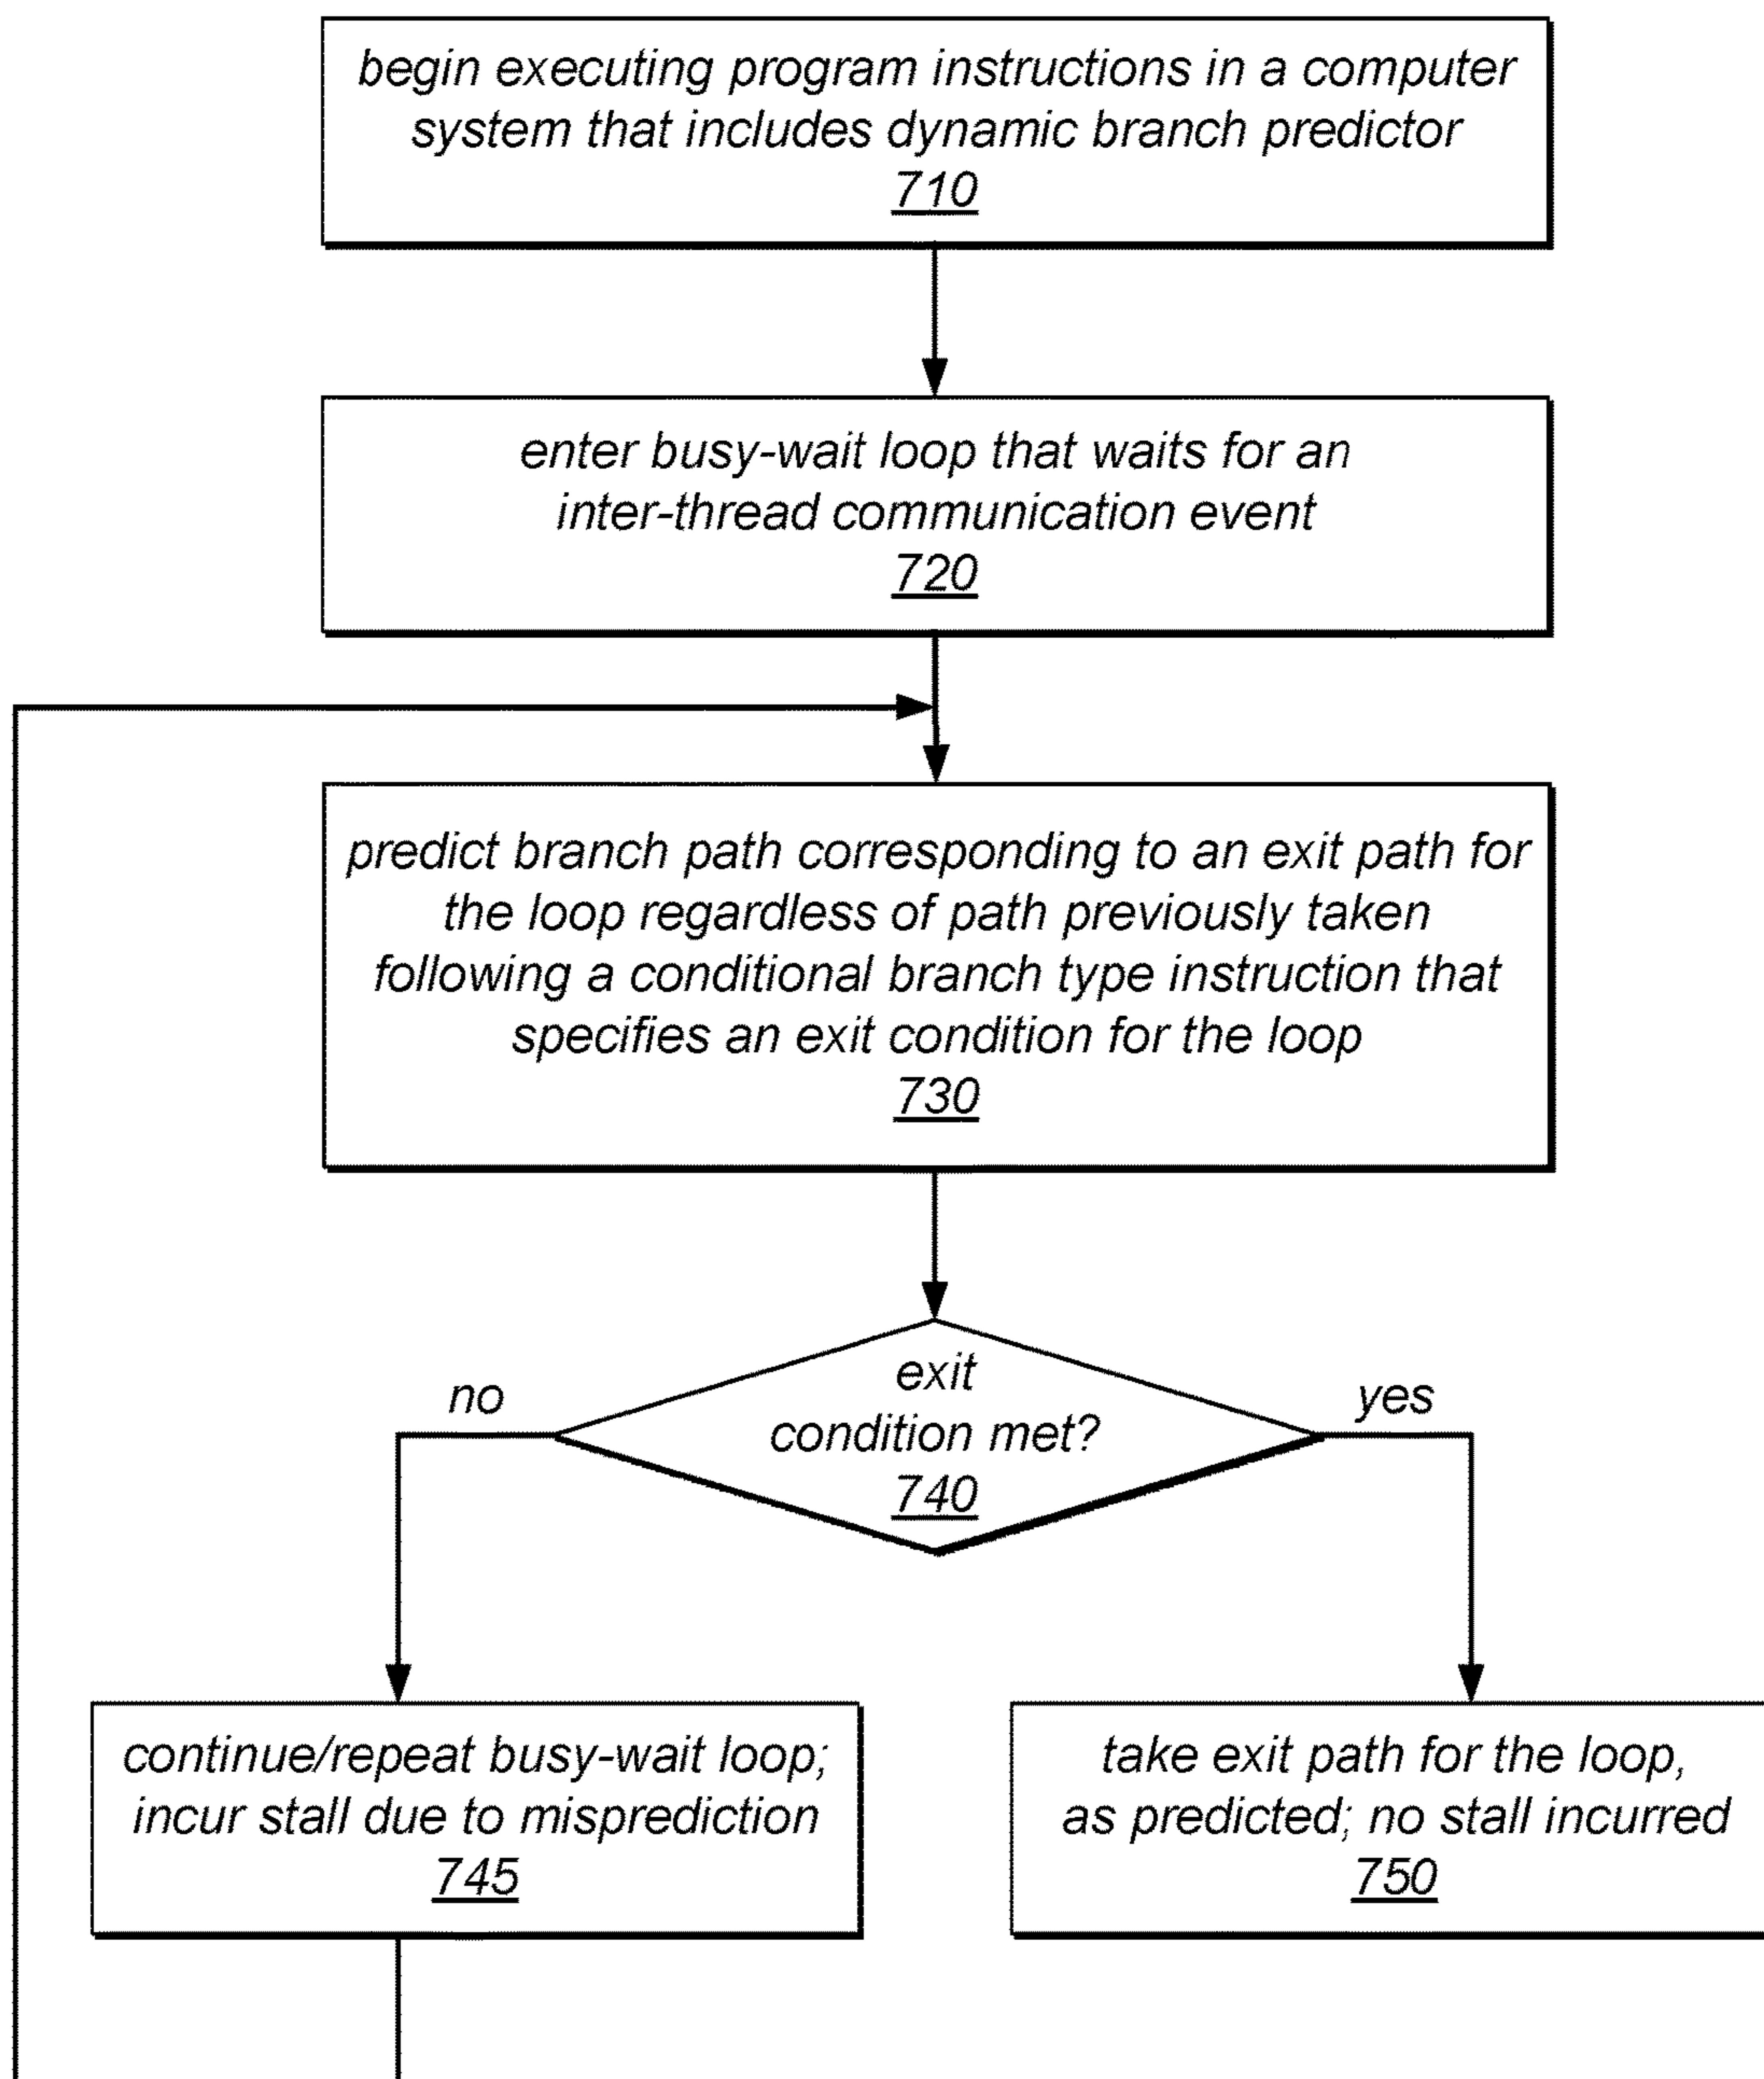 begin executing program instructions in a computer
system that includes dynamic branch predictor
710
enter busy-wait loop that waits for an
inter-thread communication event
720
predict branch path corresponding to an exit path for
the loop regardless of path previously taken
following a conditional branch type instruction that
specifies an exit condition for the loop
730
exit
condition met?
740
no
yes
continue/repeat busy-wait loop;
incur stall due to misprediction
745
take exit path for the loop,
as predicted; no stall incurred
750